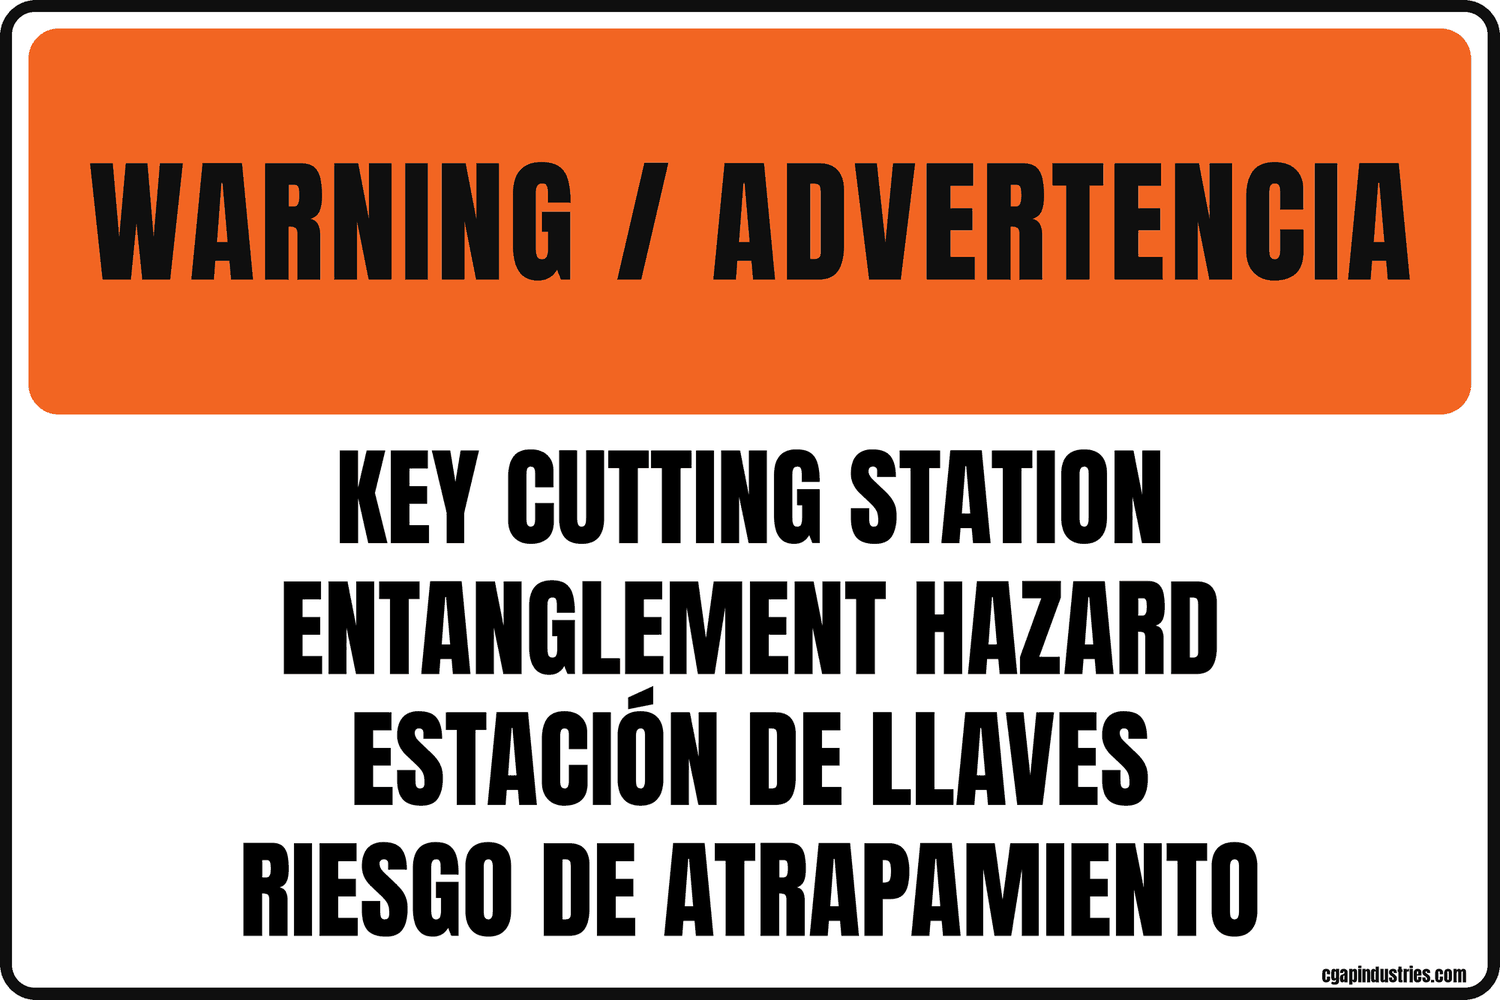 WARNING / ADVERTENCIA
KEY CUTTING STATION
ENTANGLEMENT HAZARD
ESTACIÓN DE LLAVES
RIESGO DE ATRAPAMIENTO
cgapindustries.com